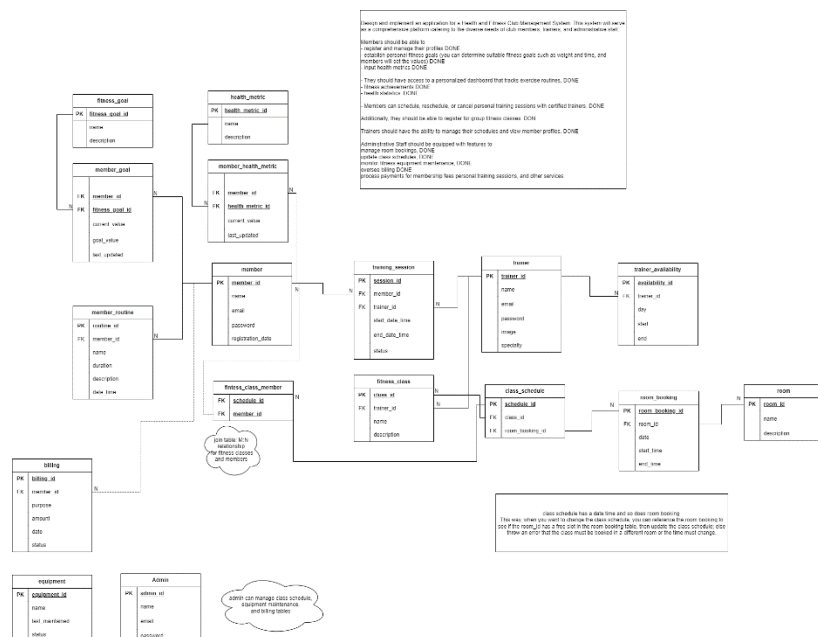 Design and implement an application for a Health and Fitness Club Management System. This system will serve
as a comprehensive platform catering to the diverse needs of club members, trainers, and administrative staff.
Members should be able to
- register and manage their profiles DONE
- establish personal fitness goals (you can determine suitable fitness goals such as weight and time, and
members will set the values) DONE
- input health metrics DONE
- They should have access to a personalized dashboard that tracks exercise routines, DONE
- fitness achievements DONE
- health statistics DONE
- Members can schedule, reschedule, or cancel personal training sessions with certified trainers. DONE
Additionally, they should be able to register for group fitness classes. DON
Trainers should have the ability to manage their schedules and view member profiles. DONE
Administrative Staff should be equipped with features to
manage room bookings, DONE
update class schedules, DONE
monitor fitness equipment maintenance, DONE
oversee billing DONE
process payments for membership fees personal training sessions, and other services
fitness_goal
PK fitness_goal_id
name
description
health_metric
PK health_metric_id
name
description
member_goal
FK member_id
FK fitness_goal_id
current_value
goal_value
last_updated
N
N
member_health_metric
FK member_id
FK health_metric_id
current_value
last_updated
N
N
member
PK member_id
name
email
password
registration_date
training_session
PK session_id
FK member_id
FK trainer_id
start_date_time
end_date_time
status
N
N
trainer
PK trainer_id
name
email
password
image
specialty
trainer_availability
PK availability_id
FK trainer_id
day
start
end
N
member_routine
PK routine_id
FK member_id
name
duration
description
date_time
N
fintess_class_member
FK schedule_id
FK member_id
N
N
fitness_class
PK class_id
FK trainer_id
name
description
N
class_schedule
PK schedule_id
FK class_id
FK room_booking_id
N
N
room_booking
PK room_booking_id
FK room_id
date
start_time
end_time
N
room
PK room_id
name
description
join table, N:N
relationship
for fitness classes
and members
billing
PK billing_id
FK member_id
purpose
amount
date
status
N
class schedule has a date time and so does room booking.
This way, when you want to change the class schedule, you can reference the room booking to
see if the room_id has a free slot in the room booking table, then update the class schedule; else
throw an error that the class must be booked in a different room or the time must change.
equipment
PK equipment_id
name
last_maintained
status
Admin
PK admin_id
name
email
password
admin can manage class schedule,
equipment maintenance
and billing tables